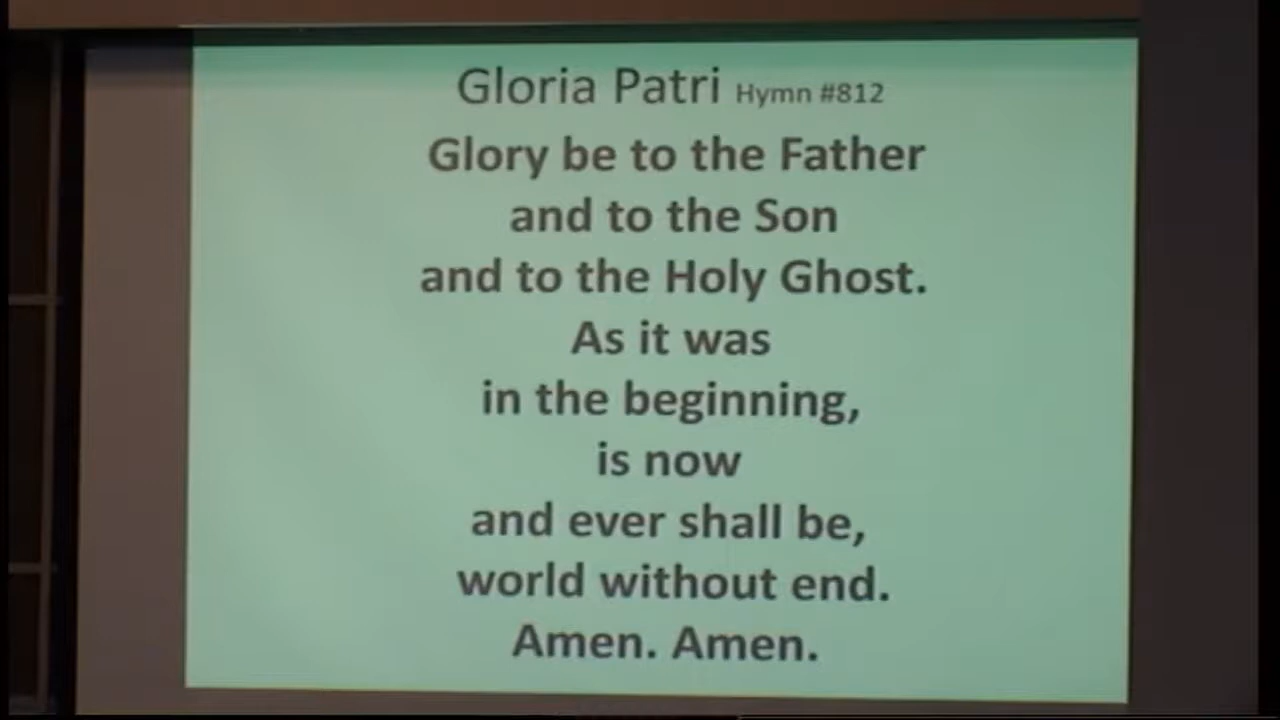 Gloria Patri Hymn #812
Glory be to the Father
and to the Son
and to the Holy Ghost.
As it was
in the beginning,
is now
and ever shall be,
world without end.
Amen. Amen.